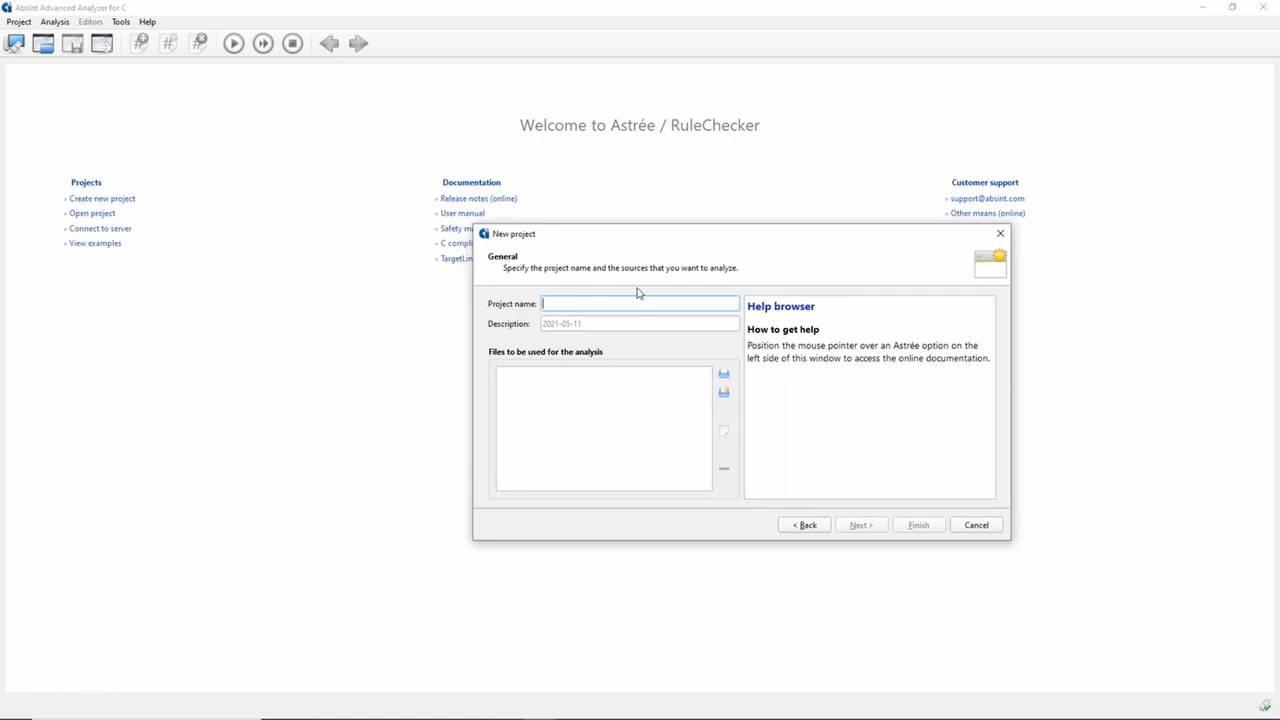 AbsInt Advanced Analyzer for C
Project Analysis Editors Tools Help
Welcome to Astrée / RuleChecker
Projects
» Create new project
» Open project
» Connect to server
» View examples
Documentation
» Release notes (online)
» User manual
» Safety ma
» C compli
» TargetLin
Customer support
» support@absint.com
» Other means (online)
New project
General
Specify the project name and the sources that you want to analyze.
Project name:
Description: 2021-05-11
Files to be used for the analysis
Help browser
How to get help
Position the mouse pointer over an Astrée option on the
left side of this window to access the online documentation.
< Back Next > Finish Cancel